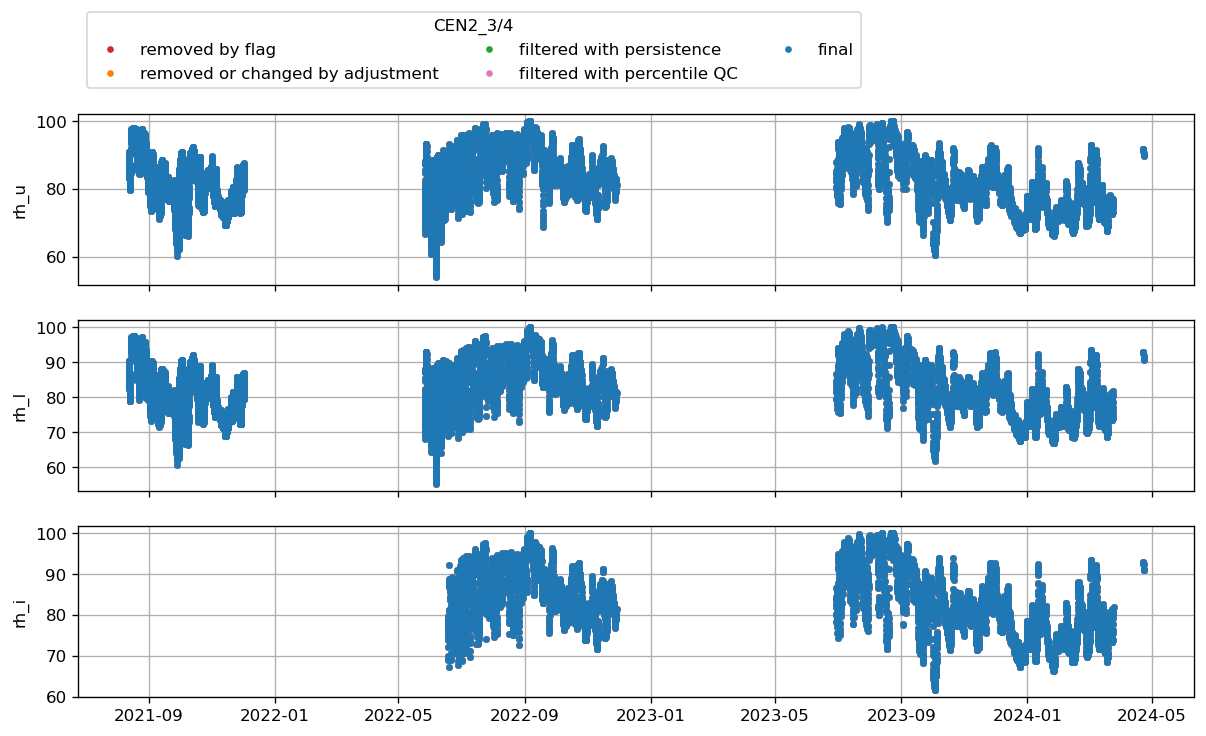 CEN2_3/4
removed by flag
removed or changed by adjustment
filtered with persistence
filtered with percentile QC
final
100
80
60
rh_u
100
90
80
70
60
rh_l
100
90
80
70
60
rh_i
2021-09 2022-01 2022-05 2022-09 2023-01 2023-05 2023-09 2024-01 2024-05